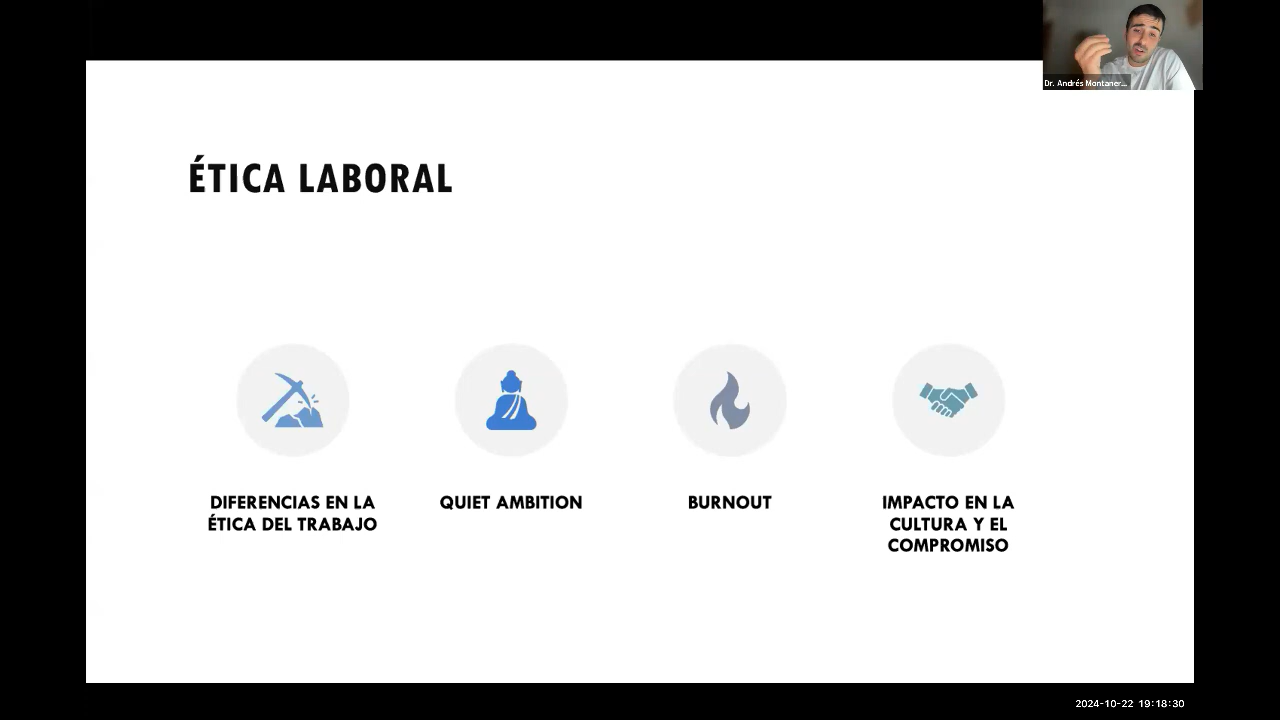 Dr. Andrés Montaner...
ÉTICA LABORAL
DIFERENCIAS EN LA
ÉTICA DEL TRABAJO
QUIET AMBITION
BURNOUT
IMPACTO EN LA
CULTURA Y EL
COMPROMISO
2024-10-22 19:18:30